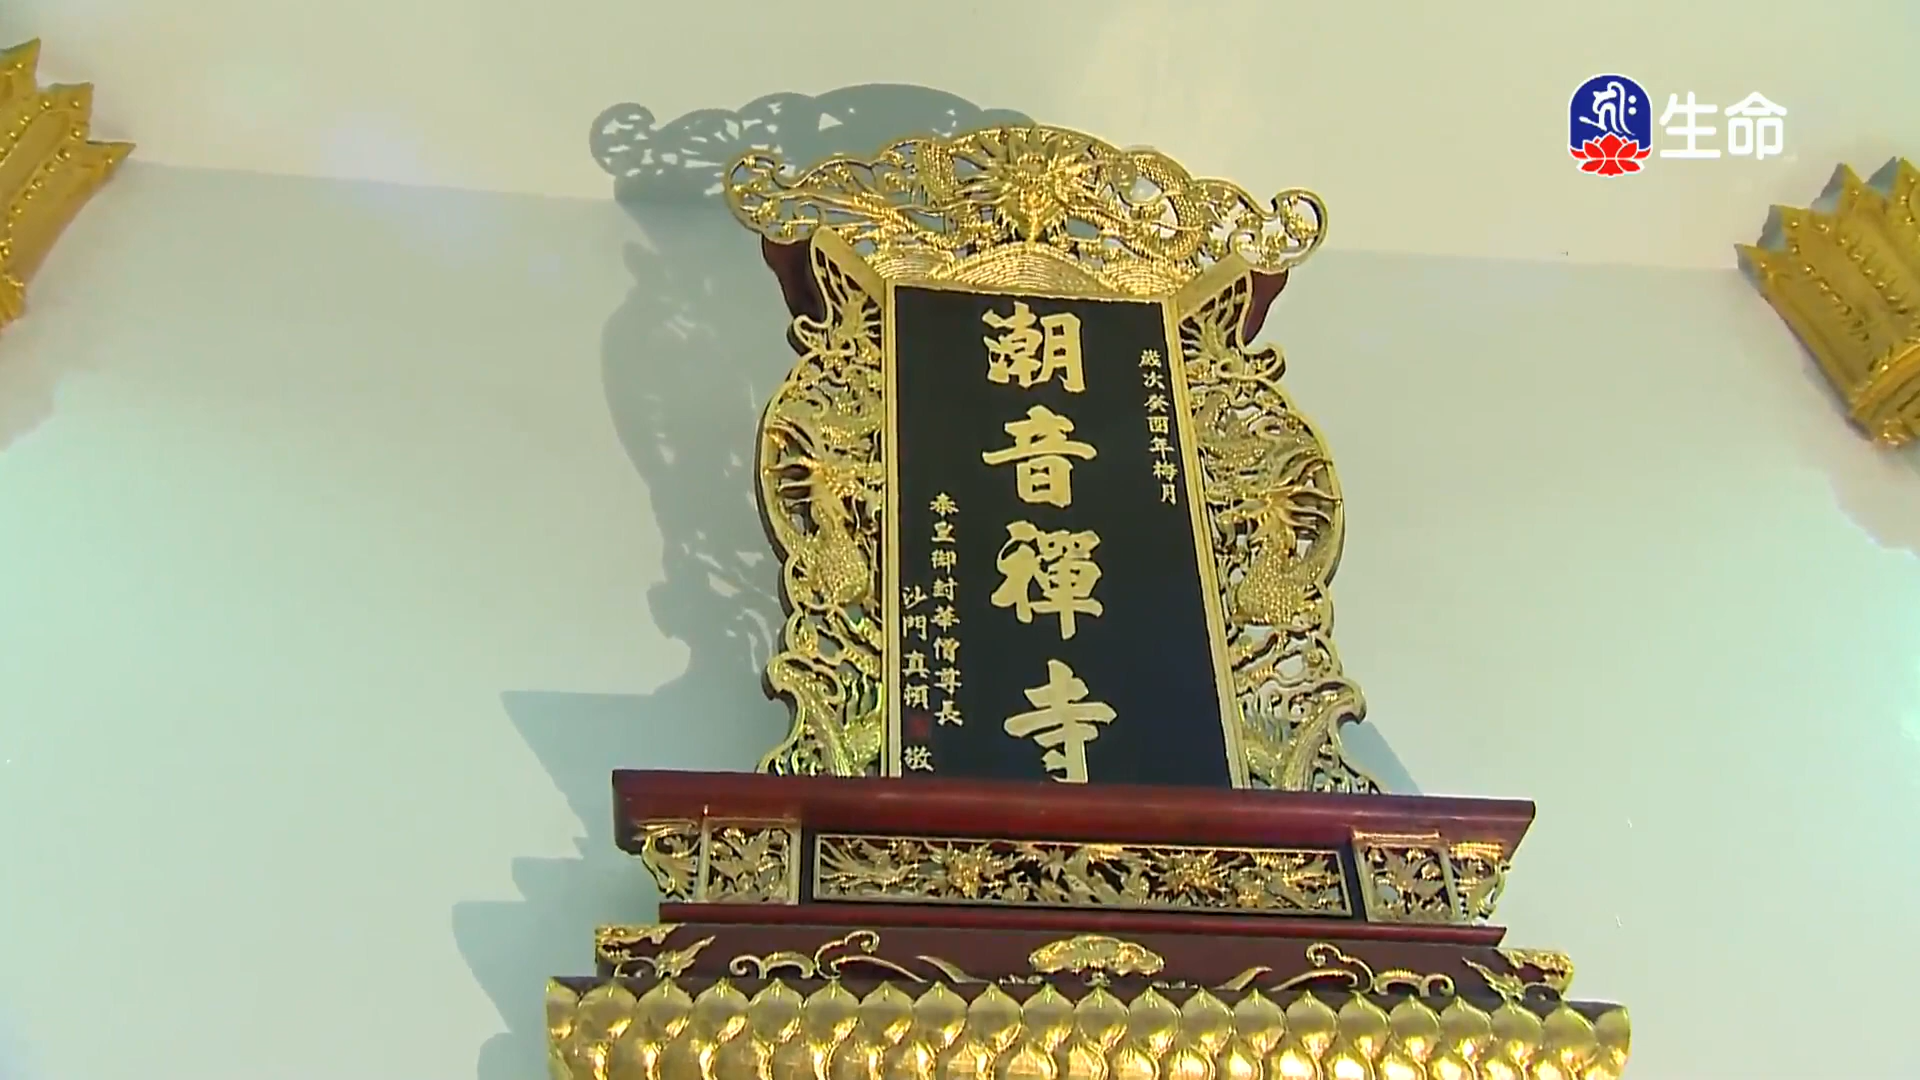 生命
歲次癸酉年梅月
潮音禪寺
泰皇御封華僧尊長
沙門真頓 敬